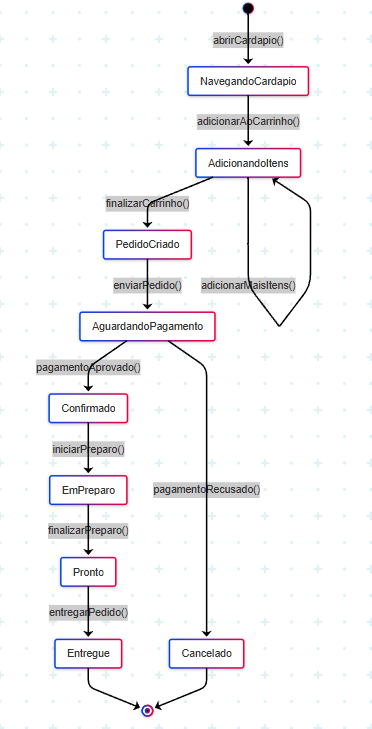 abrirCardapio()
NavegandoCardapio
adicionarAoCarrinho()
AdicionandoItens
finalizarCarrinho()
PedidoCriado
enviarPedido()
adicionarMaisItens()
AguardandoPagamento
pagamentoAprovado()
Confirmado
iniciarPreparo()
EmPreparo
pagamentoRecusado()
finalizarPreparo()
Pronto
entregarPedido()
Entregue
Cancelado